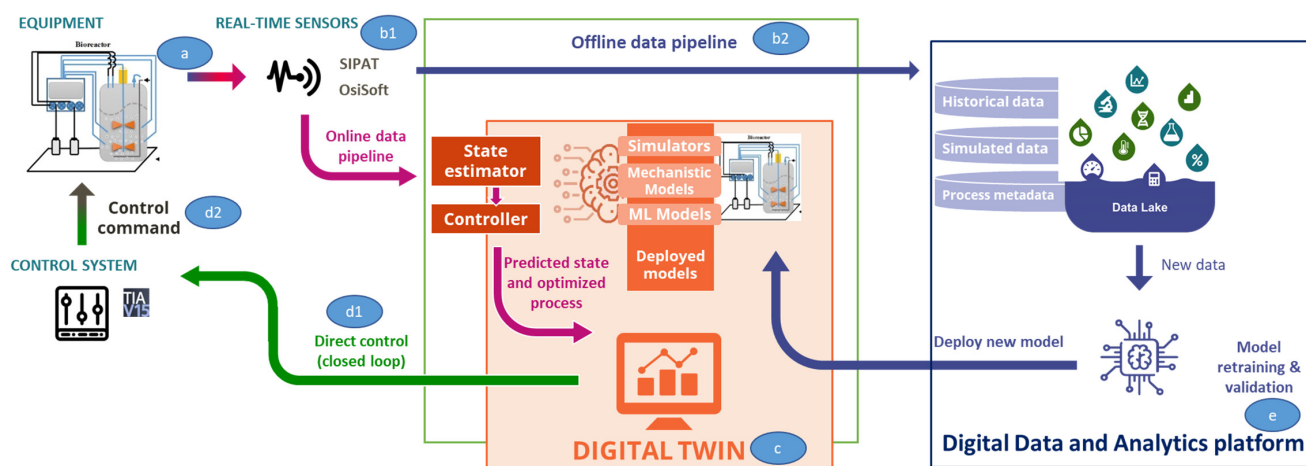 EQUIPMENT
Bioreactor
a
REAL-TIME SENSORS
b1
SIPAT
OsiSoft
Offline data pipeline
b2
Online data
pipeline
State
estimator
Controller
Simulators
Mechanistic
Models
ML Models
Deployed
models
Bioreactor
Predicted state
and optimized
process
Control
command
d2
CONTROL SYSTEM
TIA
V15
d1
Direct control
(closed loop)
DIGITAL TWIN
c
Historical data
Simulated data
Process metadata
%
Data Lake
New data
Deploy new model
Model
retraining &
validation
e
Digital Data and Analytics platform